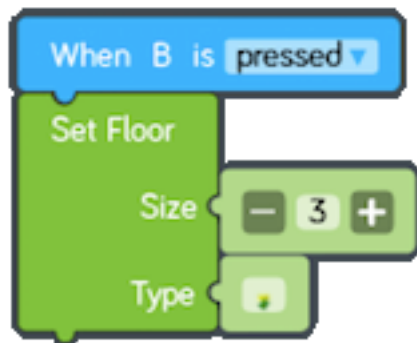 When B is pressed
Set Floor
Size − 3 +
Type